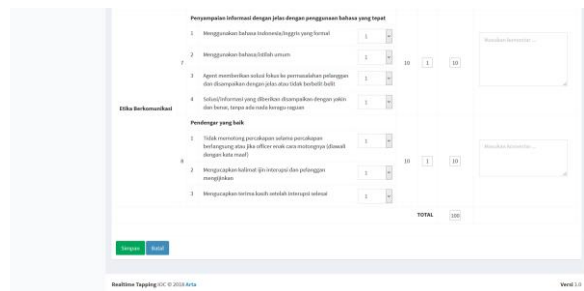 Penyampaian informasi dengan jelas dengan penggunaan bahasa yang tepat
1 Menggunakan bahasa Indonesia/Inggris yang formal 1
2 Menggunakan bahasa/istilah umum 1
7 10 1 10 Masukan komentar ...
3 Agent memberikan solusi fokus ke permasalahan pelanggan
dan disampaikan dengan jelas atau tidak berbelit-belit 1
4 Solusi/informasi yang diberikan disampaikan dengan yakin
dan benar, tanpa ada nada keragu-raguan 1
Etika Berkomunikasi
Pendengar yang baik
1 Tidak memotong percakapan selama percakapan
berlangsung atau jika officer enak cara motongnya (diawali
dengan kata maaf) 1
8 10 1 10 Masukan komentar ...
2 Mengucapkan kalimat ijin interupsi dan pelanggan
mengijinkan 1
3 Mengucapkan terima kasih setelah interupsi selesai 1
TOTAL 100
Simpan Batal
Realtime Tapping © 2018 Arta Versi 1.0